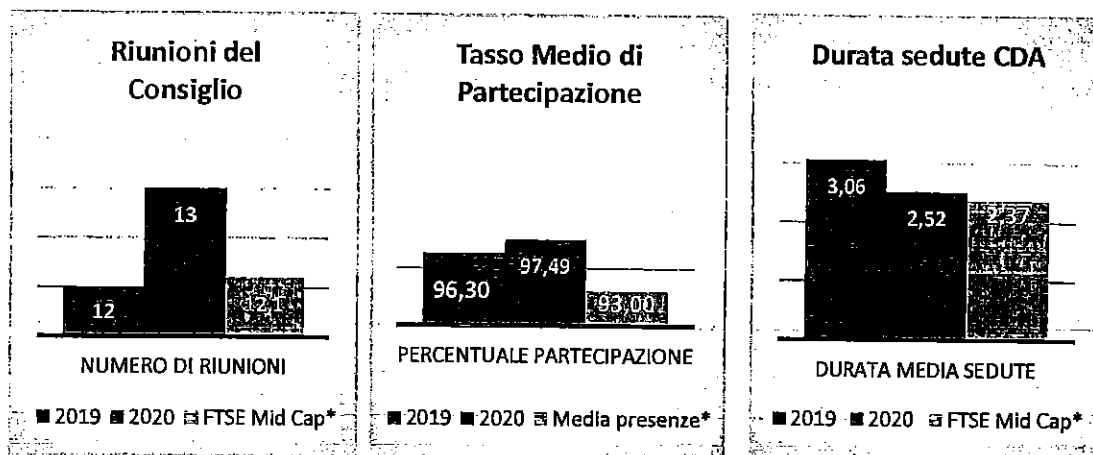 Riunioni del
Consiglio
13
12
12,1
NUMERO DI RIUNIONI
■ 2019 ■ 2020 ■ FTSE Mid Cap*
Tasso Medio di
Partecipazione
97,49
96,30
93,00
PERCENTUALE PARTECIPAZIONE
■ 2019 ■ 2020 ■ Media presenze*
Durata sedute CDA
3,06
2,52
2,37
DURATA MEDIA SEDUTE
■ 2019 ■ 2020 ■ FTSE Mid Cap*